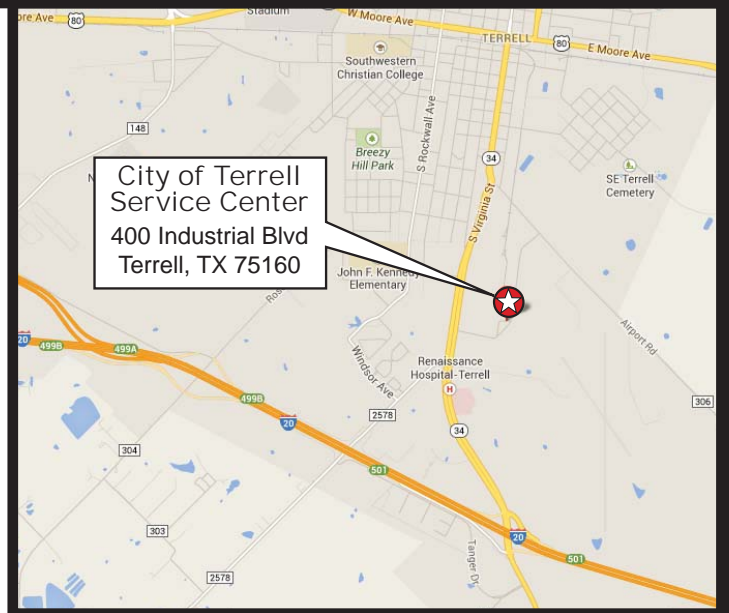 ore Ave
80
Stadium
W Moore Ave
TERRELL
80
E Moore Ave
Southwestern
Christian College
148
S Rockwall Ave
Breezy
Hill Park
34
SE Terrell
Cemetery
N
City of Terrell
Service Center
400 Industrial Blvd
Terrell, TX 75160
S Virginia St
John F. Kennedy
Elementary
Ros
Windsor Ave
Airport Rd
20
499B
499A
Renaissance
Hospital-Terrell
H
499B
20
2578
306
34
304
501
303
20
501
Tanger Dr
2578